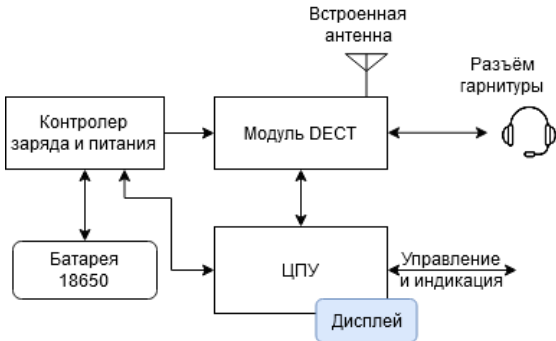 Встроенная
антенна
Разъём
гарнитуры
Контролер
заряда и питания
Модуль DECT
Батарея
18650
ЦПУ
Управление
и индикация
Дисплей